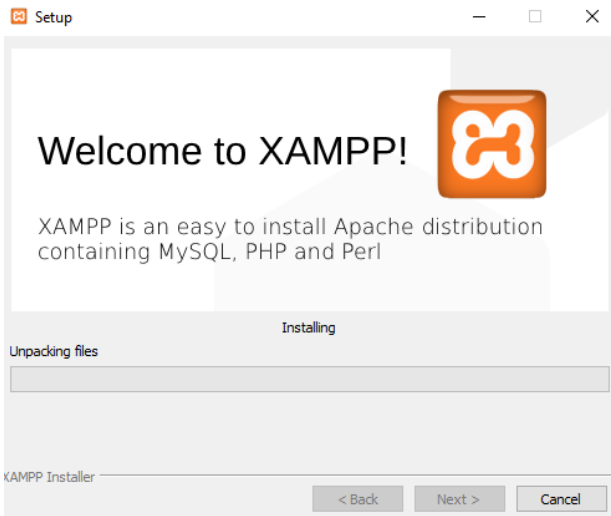 Setup
Welcome to XAMPP!
XAMPP is an easy to install Apache distribution
containing MySQL, PHP and Perl
Installing
Unpacking files
XAMPP Installer
< Back
Next >
Cancel